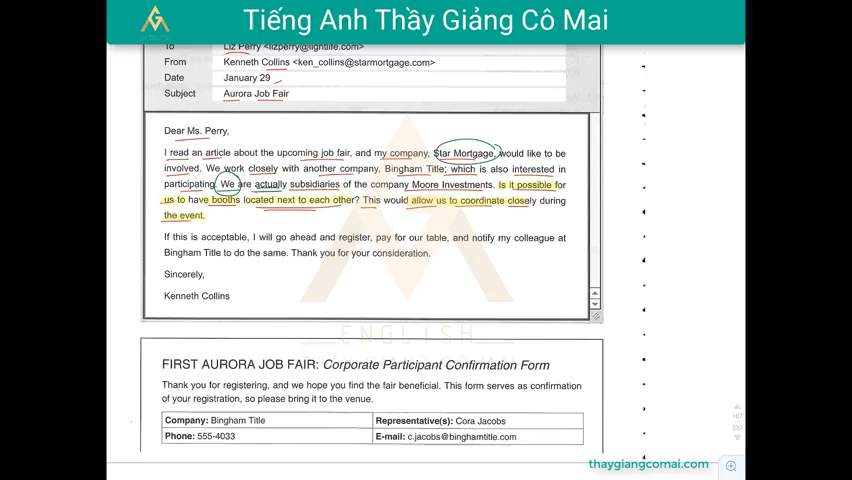 Tiếng Anh Thầy Giảng Cô Mai
To Liz Perry <lizperry@lightlife.com>
From Kenneth Collins <ken_collins@starmortgage.com>
Date January 29
Subject Aurora Job Fair
Dear Ms. Perry,
I read an article about the upcoming job fair, and my company, Star Mortgage, would like to be
involved. We work closely with another company, Bingham Title, which is also interested in
participating. We are actually subsidiaries of the company Moore Investments. Is it possible for
us to have booths located next to each other? This would allow us to coordinate closely during
the event.
If this is acceptable, I will go ahead and register, pay for our table, and notify my colleague at
Bingham Title to do the same. Thank you for your consideration.
Sincerely,
Kenneth Collins
ENGLISH
FIRST AURORA JOB FAIR: Corporate Participant Confirmation Form
Thank you for registering, and we hope you find the fair beneficial. This form serves as confirmation
of your registration, so please bring it to the venue.
Company: Bingham Title Representative(s): Cora Jacobs
Phone: 555-4033 E-mail: c.jacobs@binghamtitle.com
thaygiangcomai.com